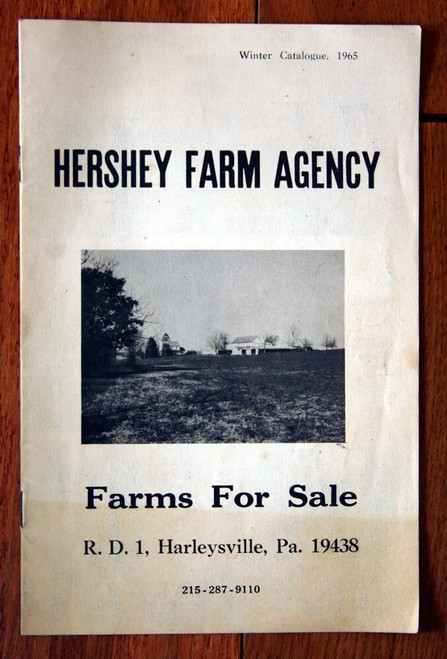 Winter Catalogue, 1965
HERSHEY FARM AGENCY
Farms For Sale
R. D. 1, Harleysville, Pa. 19438
215-287-9110